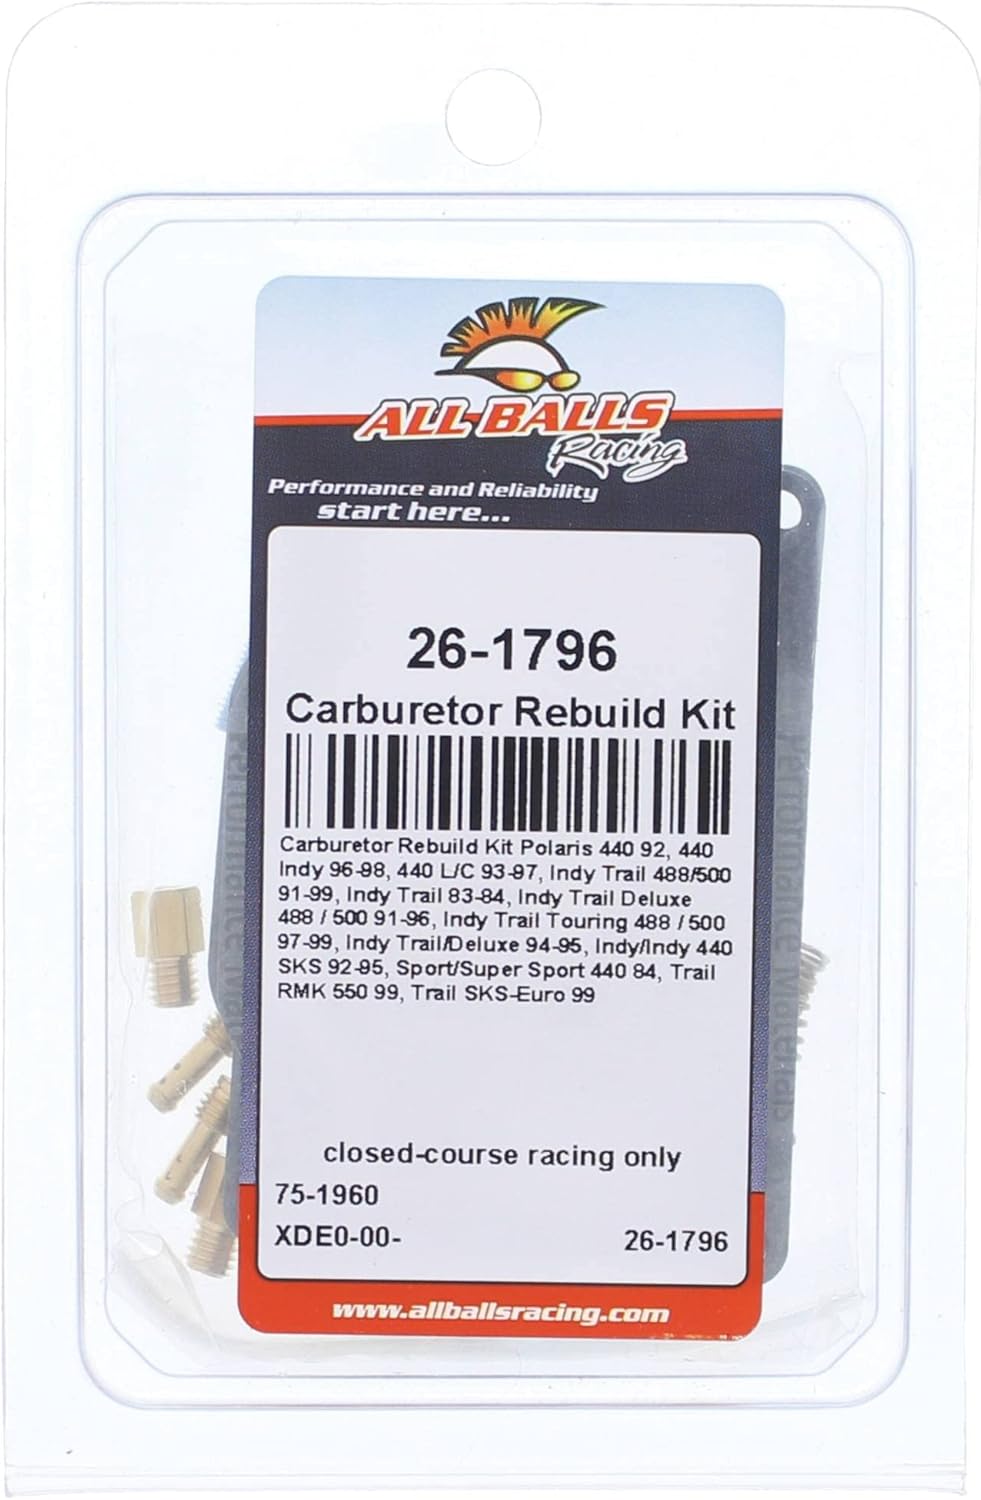 ALL BALLS
Racing
Performance and Reliability
start here...
26-1796
Carburetor Rebuild Kit
Carburetor Rebuild Kit Polaris 440 92, 440
Indy 96-98, 440 L/C 93-97, Indy Trail 488/500
91-99, Indy Trail 83-84, Indy Trail Deluxe
488 / 500 91-96, Indy Trail Touring 488 / 500
97-99, Indy Trail/Deluxe 94-95, Indy/Indy 440
SKS 92-95, Sport/Super Sport 440 84, Trail
RMK 550 99, Trail SKS-Euro 99
closed-course racing only
75-1960
XDE0-00-
26-1796
www.allballsracing.com
Performance Materials